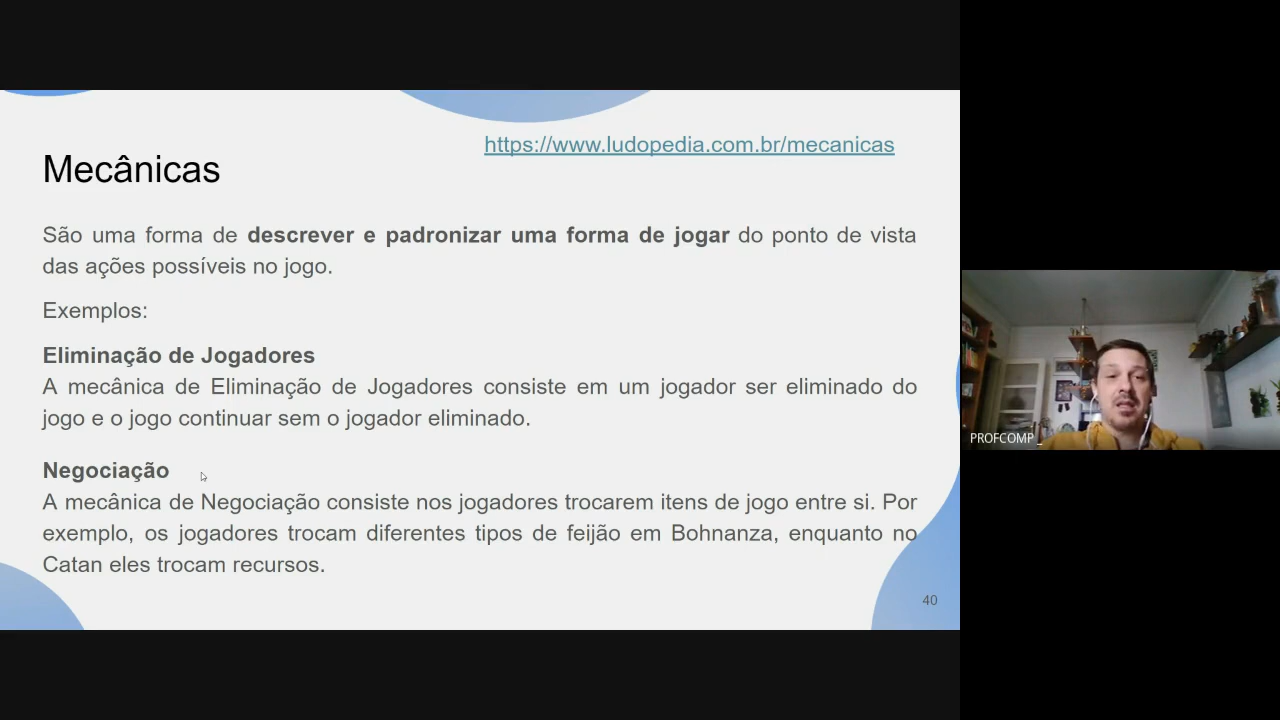 https://www.ludopedia.com.br/mecanicas
Mecânicas
São uma forma de descrever e padronizar uma forma de jogar do ponto de vista
das ações possíveis no jogo.
Exemplos:
Eliminação de Jogadores
A mecânica de Eliminação de Jogadores consiste em um jogador ser eliminado do
jogo e o jogo continuar sem o jogador eliminado.
Negociação
A mecânica de Negociação consiste nos jogadores trocarem itens de jogo entre si. Por
exemplo, os jogadores trocam diferentes tipos de feijão em Bohnanza, enquanto no
Catan eles trocam recursos.
40
PROFCOMP _